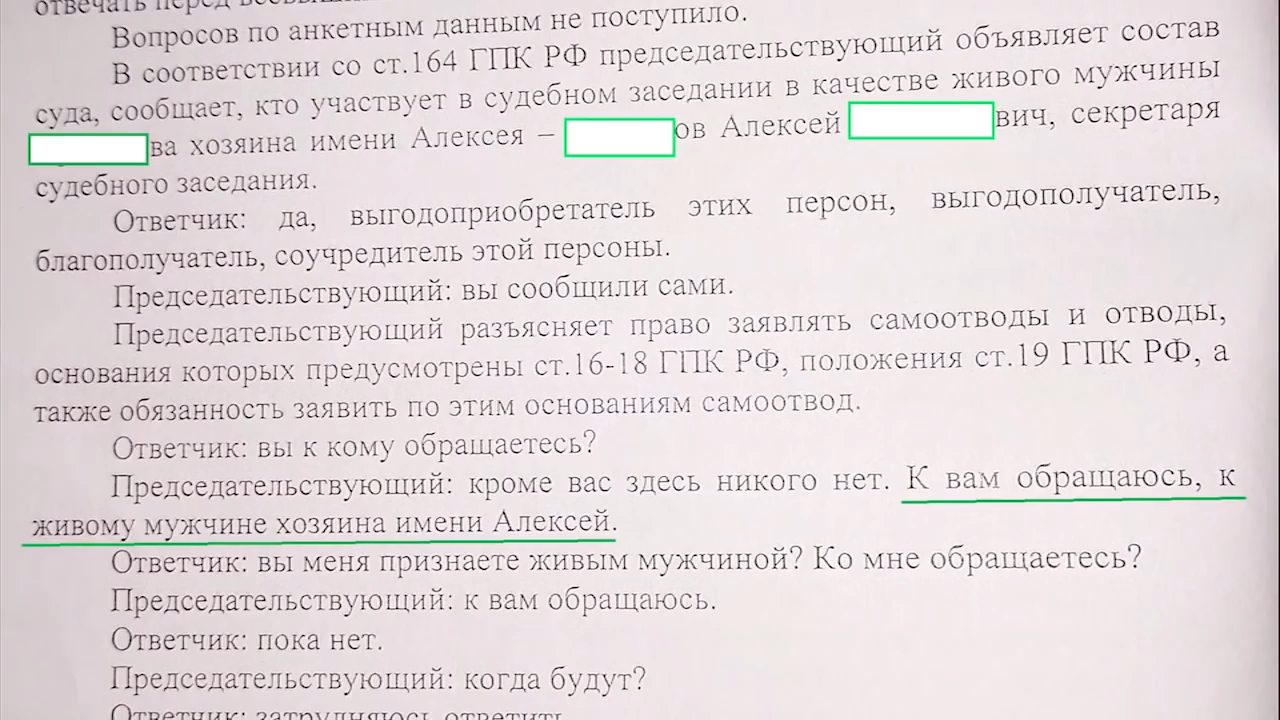 отвечать перед
Вопросов по анкетным данным не поступило.
В соответствии со ст.164 ГПК РФ председательствующий объявляет состав
суда, сообщает, кто участвует в судебном заседании в качестве живого мужчины
ва хозяина имени Алексея – ов Алексей вич, секретаря
судебного заседания.
Ответчик: да, выгодоприобретатель этих персон, выгодополучатель,
благополучатель, соучредитель этой персоны.
Председательствующий: вы сообщили сами.
Председательствующий разъясняет право заявлять самоотводы и отводы,
основания которых предусмотрены ст.16-18 ГПК РФ, положения ст.19 ГПК РФ, а
также обязанность заявить по этим основаниям самоотвод.
Ответчик: вы к кому обращаетесь?
Председательствующий: кроме вас здесь никого нет. К вам обращаюсь, к
живому мужчине хозяина имени Алексей.
Ответчик: вы меня признаете живым мужчиной? Ко мне обращаетесь?
Председательствующий: к вам обращаюсь.
Ответчик: пока нет.
Председательствующий: когда будут?
Ответчик: затрудняюсь ответить